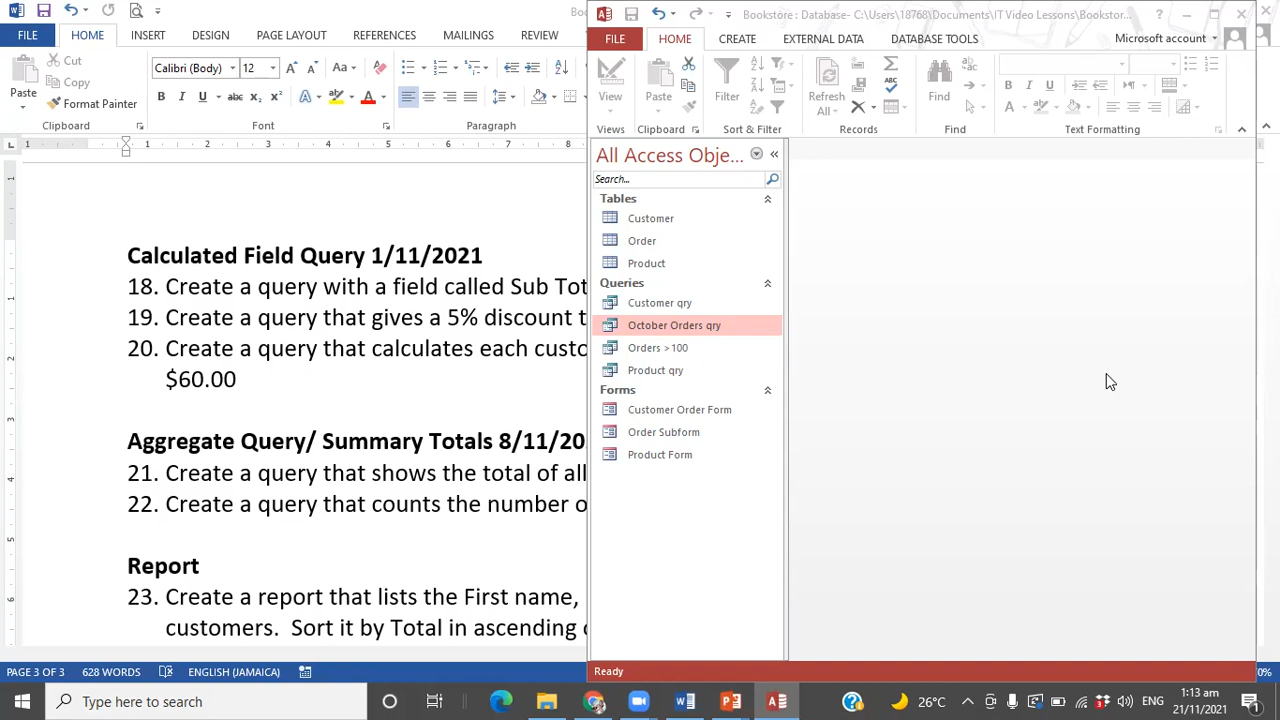 Bookstore : Database- C:\Users\18768\Documents\IT Video Lessons\Bookstor...
FILE HOME INSERT DESIGN PAGE LAYOUT REFERENCES MAILINGS REVIEW
FILE HOME CREATE EXTERNAL DATA DATABASE TOOLS Microsoft account
Cut
Copy
Paste
Format Painter
Clipboard
Calibri (Body) 12
Font
Paragraph
View
Views
Paste
Clipboard
Filter
Sort & Filter
Refresh
All
Records
Find
Find
Text Formatting
All Access Obje...
Search...
Tables
Customer
Order
Product
Queries
Customer qry
October Orders qry
Orders >100
Product qry
Forms
Customer Order Form
Order Subform
Product Form
Ready
Calculated Field Query 1/11/2021
18. Create a query with a field called Sub Tot
19. Create a query that gives a 5% discount t
20. Create a query that calculates each custo
$60.00
Aggregate Query/ Summary Totals 8/11/20
21. Create a query that shows the total of all
22. Create a query that counts the number o
Report
23. Create a report that lists the First name,
customers. Sort it by Total in ascending
PAGE 3 OF 3 628 WORDS ENGLISH (JAMAICA) 0%
Type here to search
26°C ENG 1:13 am
21/11/2021